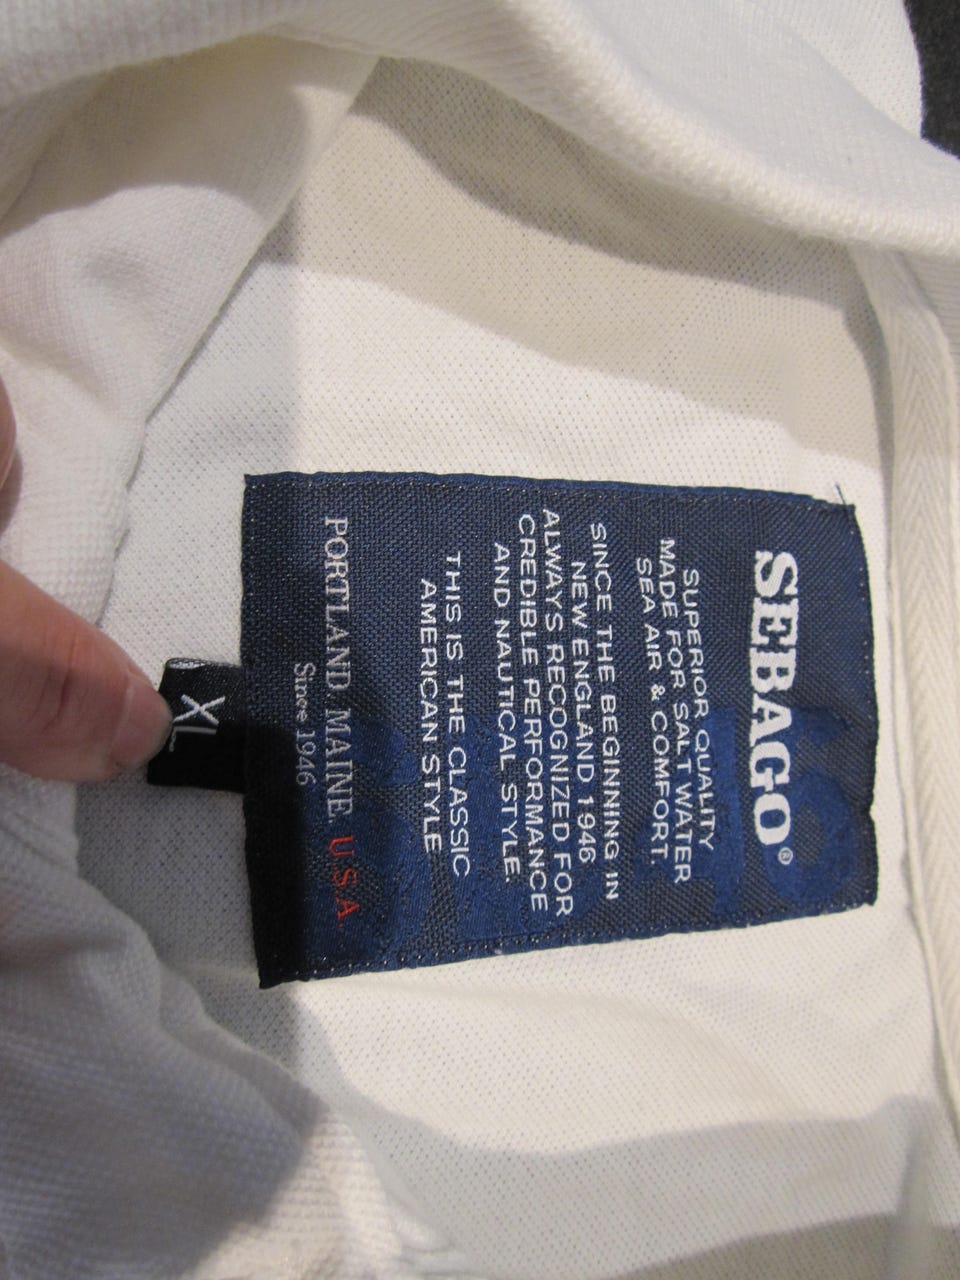 SEBAGO®
SUPERIOR QUALITY
MADE FOR SALT WATER
SEA AIR & COMFORT.
SINCE THE BEGINNING IN
NEW ENGLAND 1946
ALWAYS RECOGNIZED FOR
CREDIBLE PERFORMANCE
AND NAUTICAL STYLE.
THIS IS THE CLASSIC
AMERICAN STYLE
PORTLAND MAINE, U.S.A.
Since 1946
XL